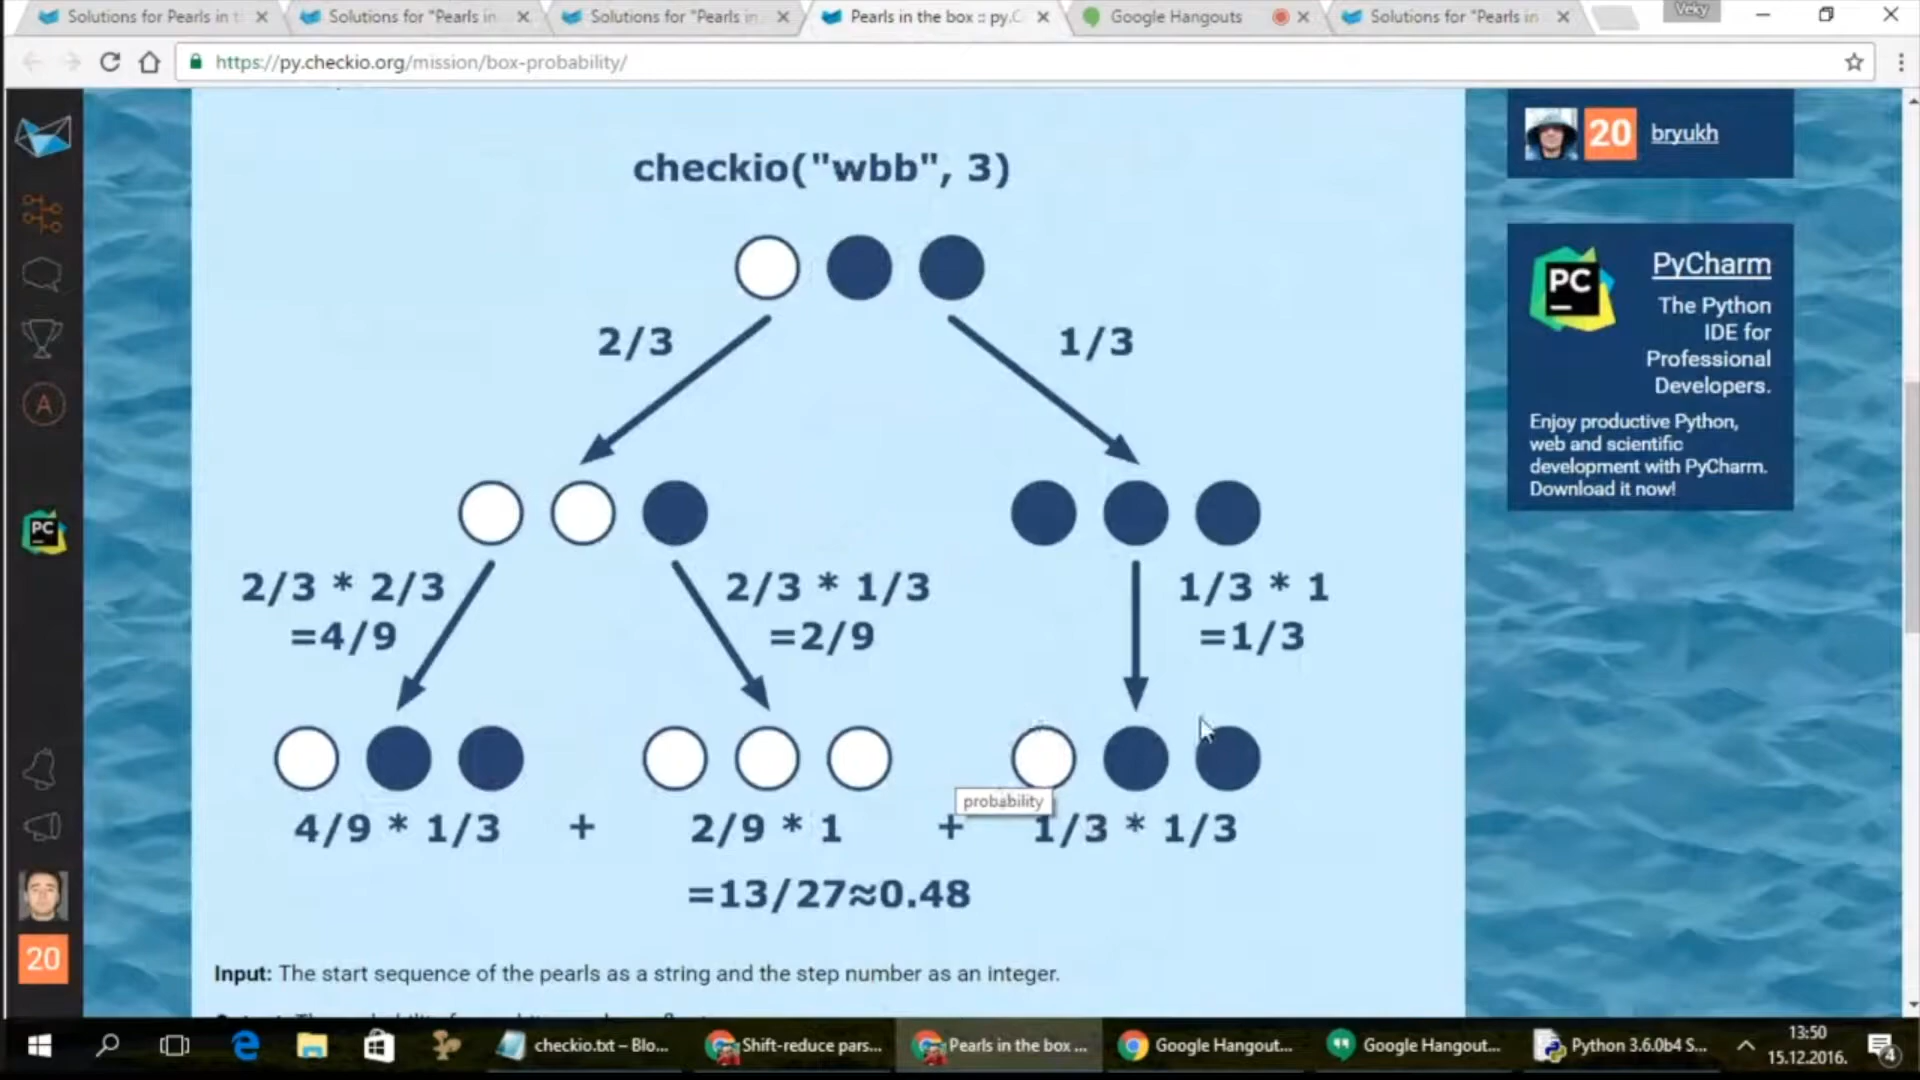 Solutions for Pearls in t
Solutions for "Pearls in
Solutions for "Pearls in
Pearls in the box :: py.C
Google Hangouts
Solutions for "Pearls in
Veky
https://py.checkio.org/mission/box-probability/
20
bryukh
checkio("wbb", 3)
PC
PyCharm
The Python
IDE for
Professional
Developers.
Enjoy productive Python,
web and scientific
development with PyCharm.
Download it now!
2/3
1/3
A
PC
2/3 * 2/3
=4/9
2/3 * 1/3
=2/9
1/3 * 1
=1/3
probability
4/9 * 1/3 + 2/9 * 1 + 1/3 * 1/3
=13/27≈0.48
20
Input: The start sequence of the pearls as a string and the step number as an integer.
checkio.txt – Blo...
Shift-reduce pars...
Pearls in the box ...
Google Hangout...
Google Hangout...
Python 3.6.0b4 S...
13:50
15.12.2016.
4